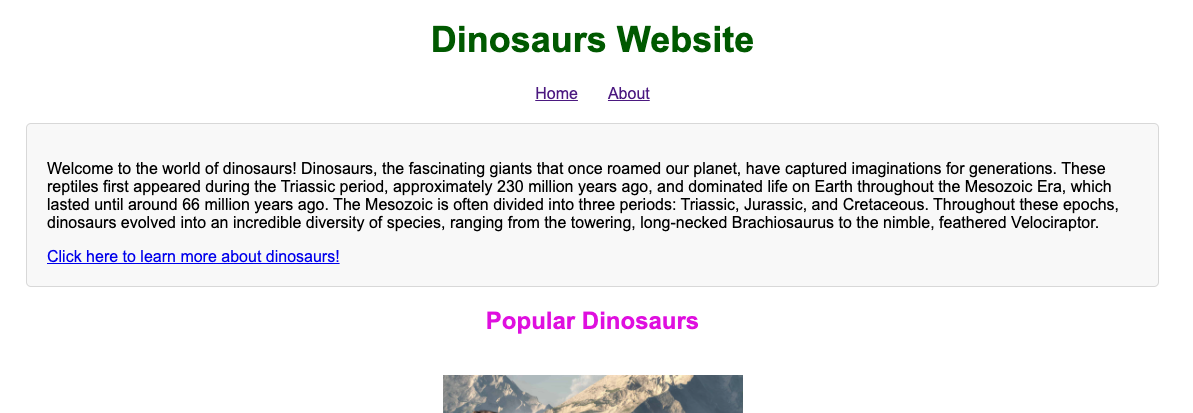 Dinosaurs Website
Home About
Welcome to the world of dinosaurs! Dinosaurs, the fascinating giants that once roamed our planet, have captured imaginations for generations. These
reptiles first appeared during the Triassic period, approximately 230 million years ago, and dominated life on Earth throughout the Mesozoic Era, which
lasted until around 66 million years ago. The Mesozoic is often divided into three periods: Triassic, Jurassic, and Cretaceous. Throughout these epochs,
dinosaurs evolved into an incredible diversity of species, ranging from the towering, long-necked Brachiosaurus to the nimble, feathered Velociraptor.
Click here to learn more about dinosaurs!
Popular Dinosaurs